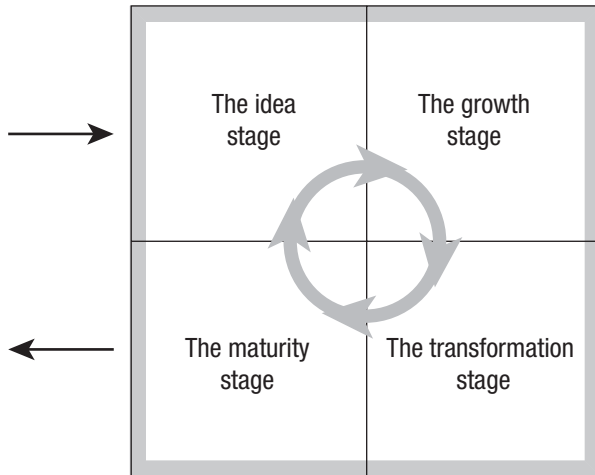 The idea
stage
The growth
stage
The maturity
stage
The transformation
stage